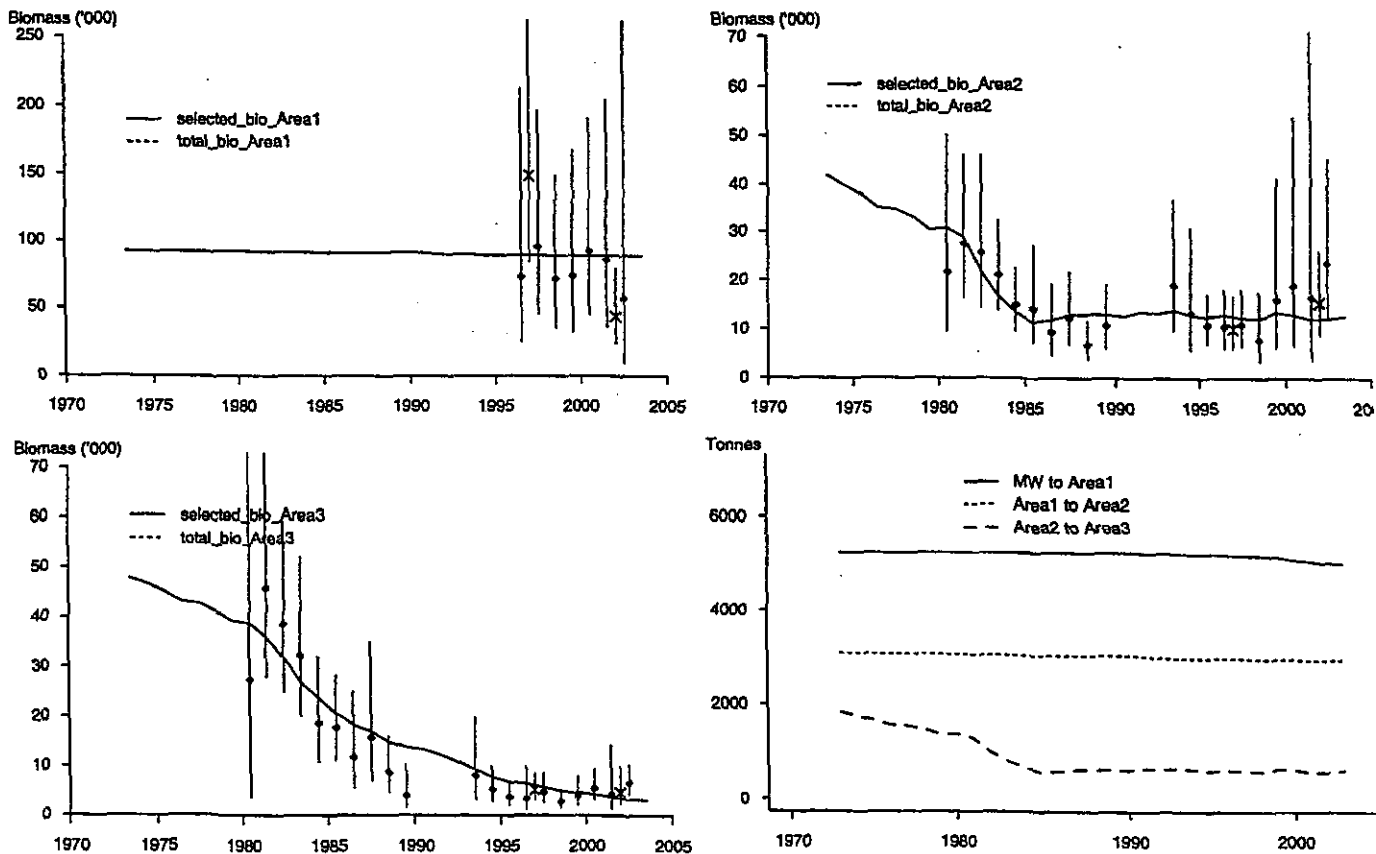 Biomass ('000)
250
200
150
100
50
0
selected_bio_Area1
total_bio_Area1
1970 1975 1980 1985 1990 1995 2000 2005
Biomass ('000)
70
60
50
40
30
20
10
0
selected_bio_Area2
total_bio_Area2
1970 1975 1980 1985 1990 1995 2000 20
Biomass ('000)
70
60
50
40
30
20
10
0
selected_bio_Area3
total_bio_Area3
1970 1975 1980 1985 1990 1995 2000 2005
Tonnes
6000
4000
2000
0
MW to Area1
Area1 to Area2
Area2 to Area3
1970 1980 1990 2000